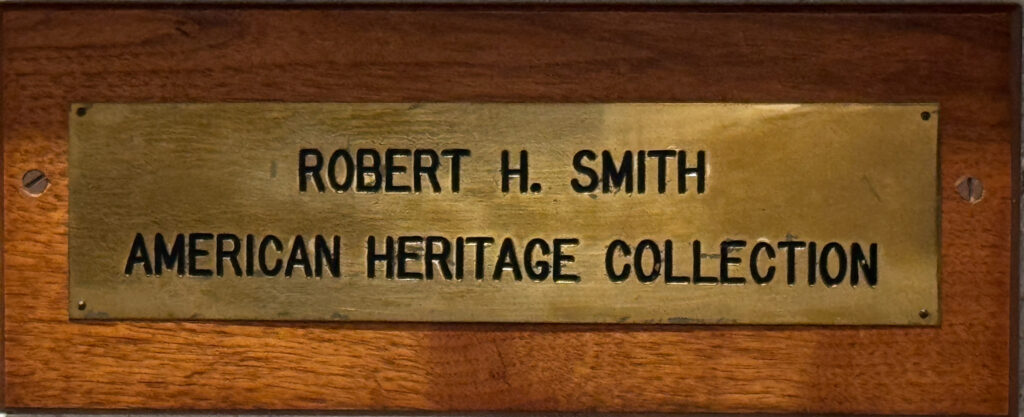 ROBERT H. SMITH
AMERICAN HERITAGE COLLECTION